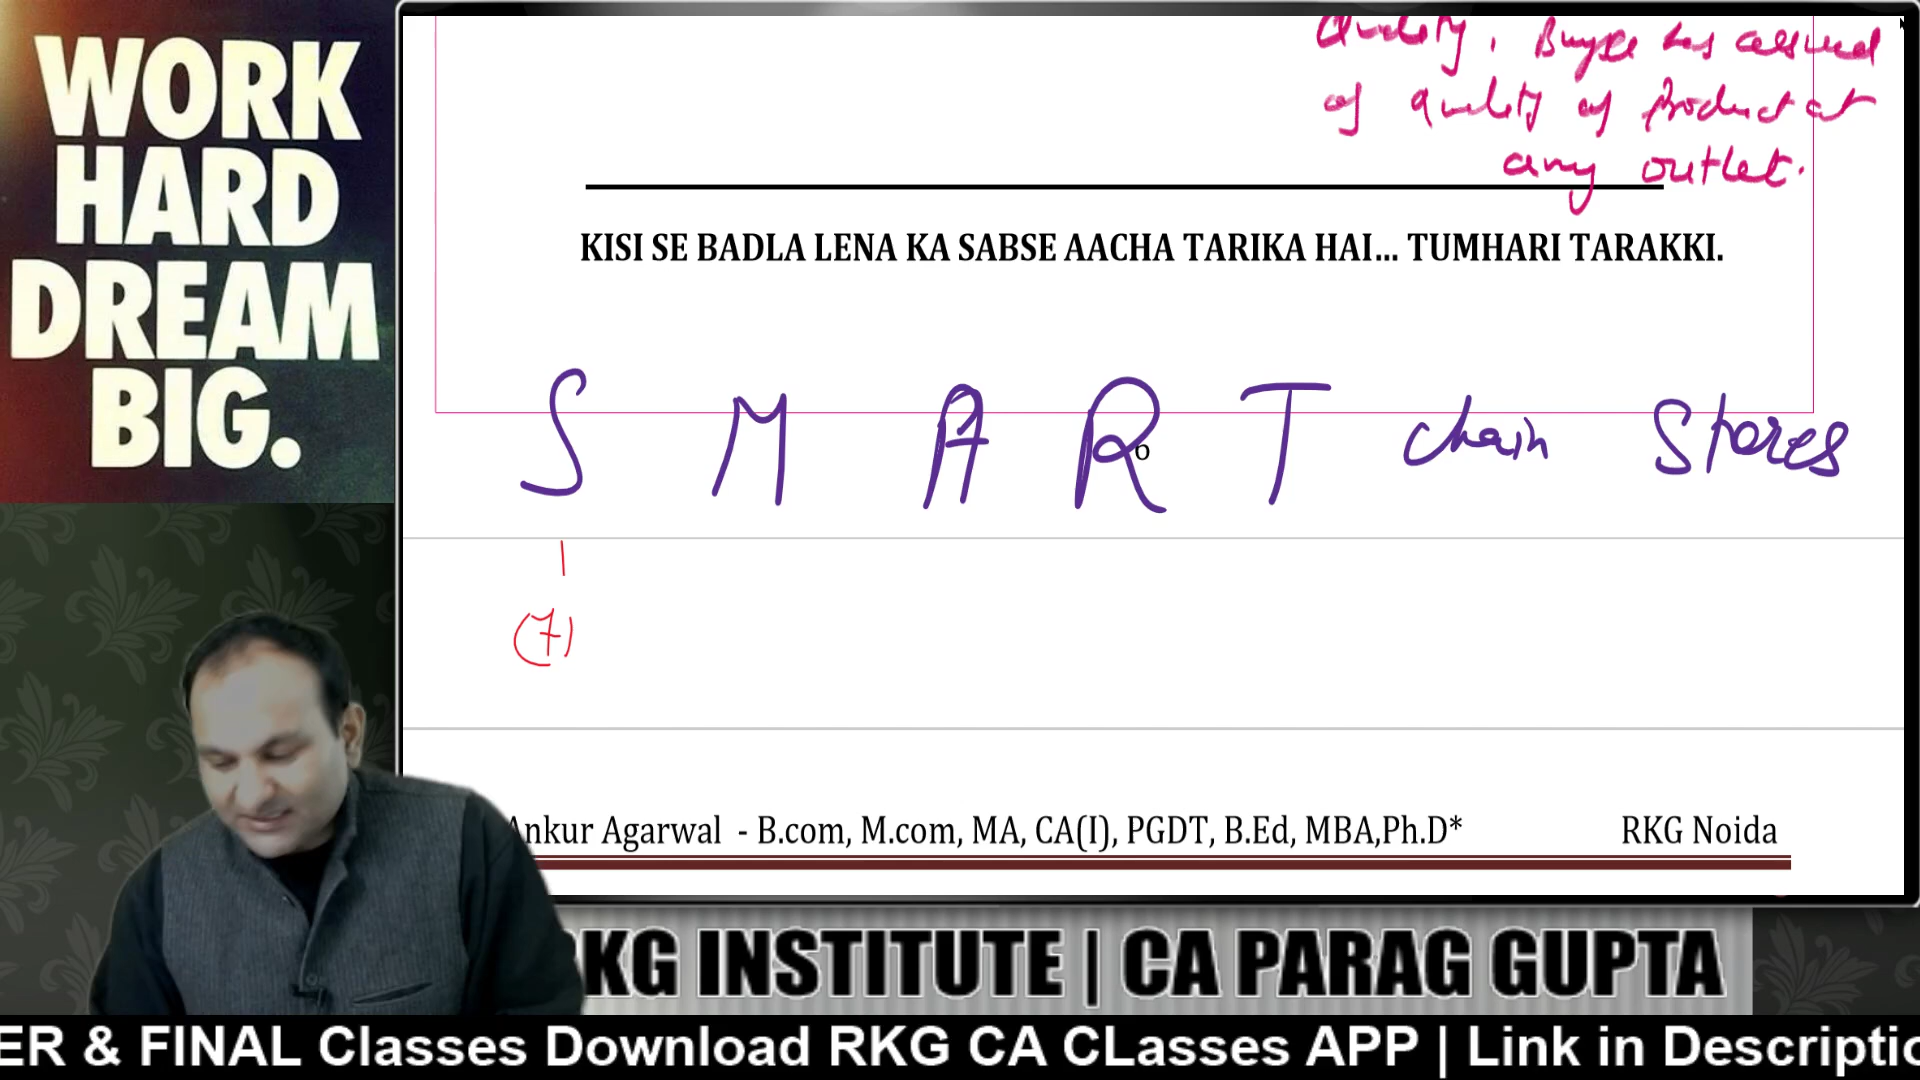 WORK
HARD
DREAM
BIG.
Quality. Buyer has assured
of quality of Product at
any outlet.
KISI SE BADLA LENA KA SABSE AACHA TARIKA HAI... TUMHARI TARAKKI.
S M A R T chain Stores
6
(7)
Ankur Agarwal - B.com, M.com, MA, CA(I), PGDT, B.Ed, MBA,Ph.D* RKG Noida
KG INSTITUTE | CA PARAG GUPTA
ER & FINAL Classes Download RKG CA CLasses APP | Link in Descriptio